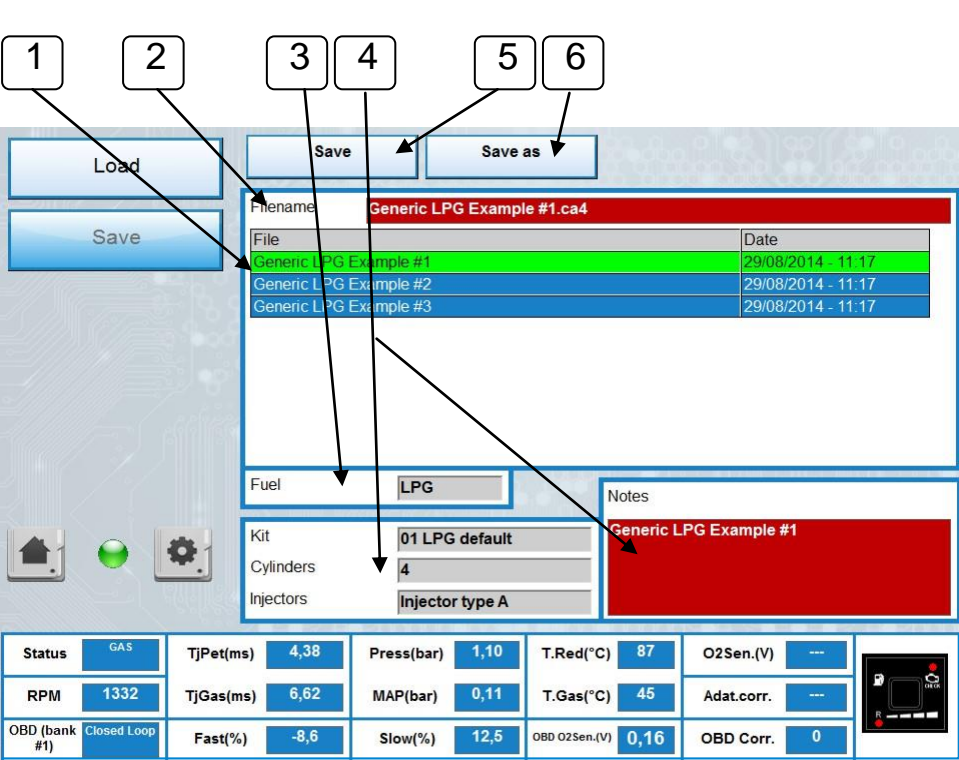 1 2 3 4 5 6
Load
Save
Save
Save as
Filename Generic LPG Example #1.ca4
File Date
Generic LPG Example #1 29/08/2014 - 11:17
Generic LPG Example #2 29/08/2014 - 11:17
Generic LPG Example #3 29/08/2014 - 11:17
Fuel LPG
Kit 01 LPG default
Cylinders 4
Injectors Injector type A
Notes
Generic LPG Example #1
Status GAS TjPet(ms) 4,38 Press(bar) 1,10 T.Red(°C) 87 O2Sen.(V) ---
RPM 1332 TjGas(ms) 6,62 MAP(bar) 0,11 T.Gas(°C) 45 Adat.corr. ---
OBD (bank #1) Closed Loop Fast(%) -8,6 Slow(%) 12,5 OBD O2Sen.(V) 0,16 OBD Corr. 0
CHECK
R